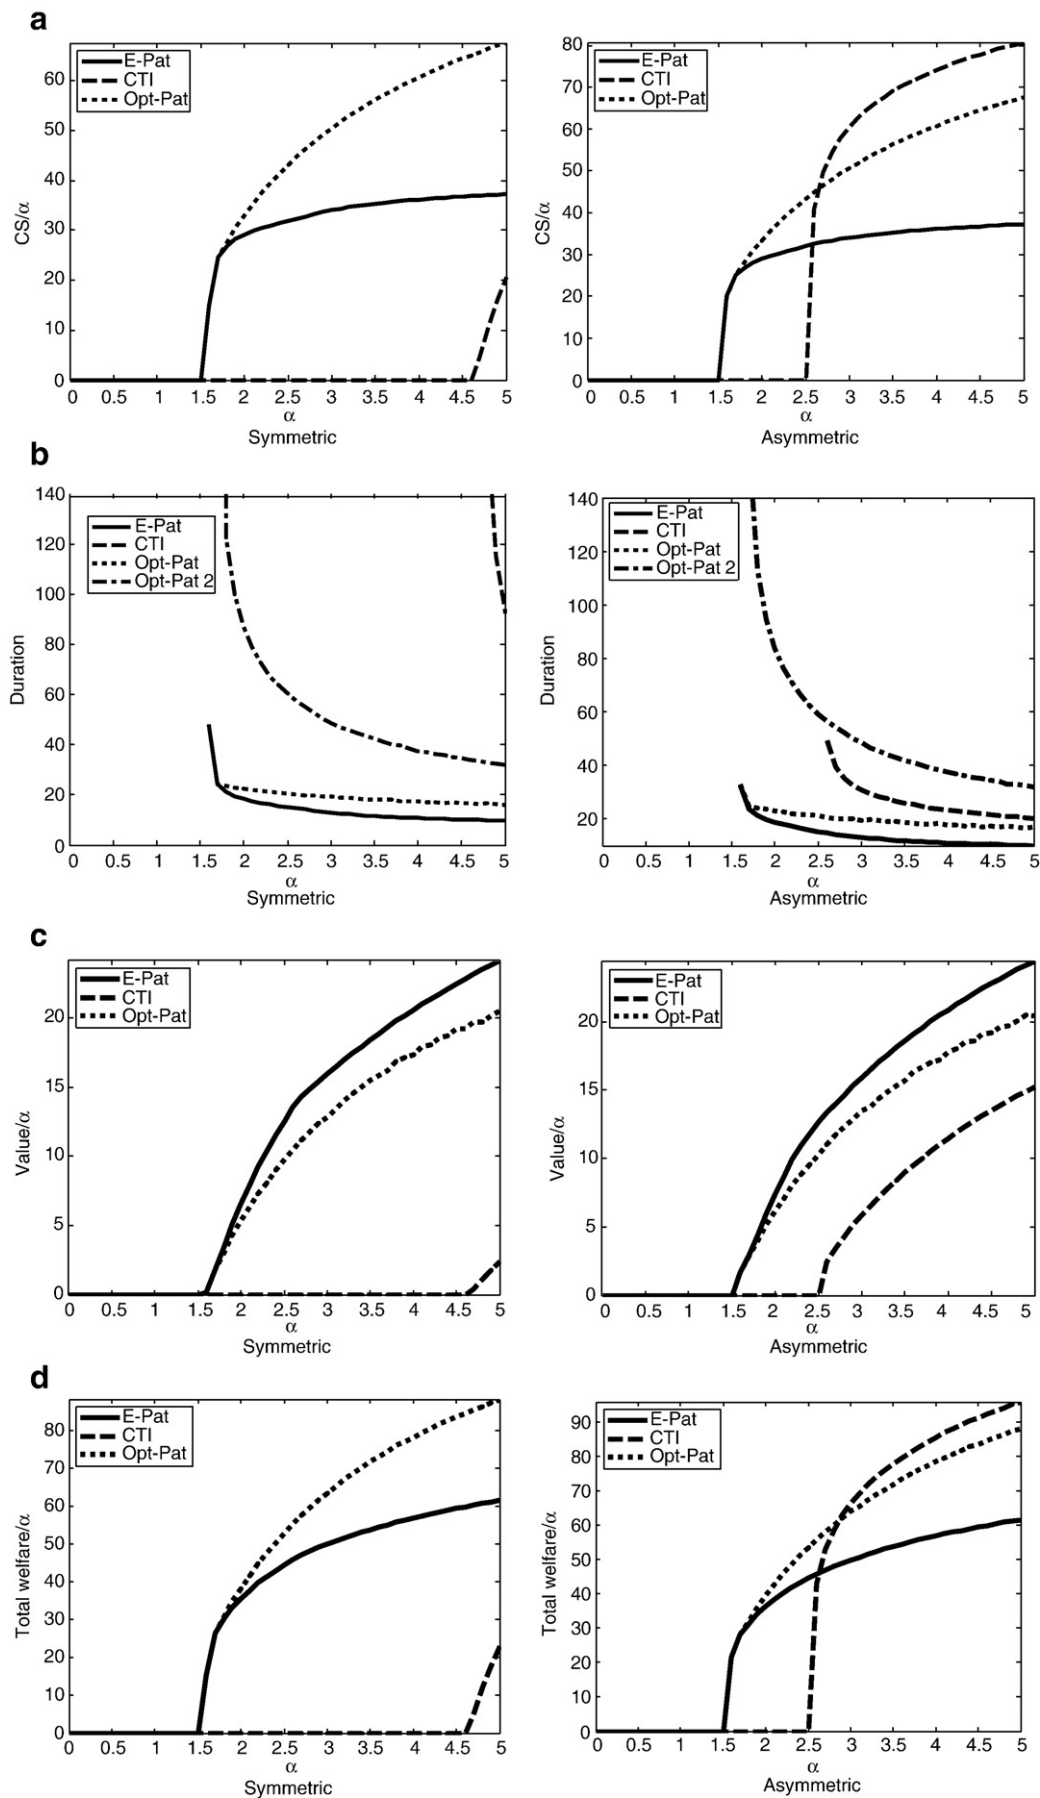 a
E-Pat
CTI
Opt-Pat
CS/α
60
50
40
30
20
10
0
0 0.5 1 1.5 2 2.5 3 3.5 4 4.5 5
α
Symmetric
E-Pat
CTI
Opt-Pat
CS/α
80
70
60
50
40
30
20
10
0
0 0.5 1 1.5 2 2.5 3 3.5 4 4.5 5
α
Asymmetric
b
E-Pat
CTI
Opt-Pat
Opt-Pat 2
Duration
140
120
100
80
60
40
20
0
0 0.5 1 1.5 2 2.5 3 3.5 4 4.5 5
α
Symmetric
E-Pat
CTI
Opt-Pat
Opt-Pat 2
Duration
140
120
100
80
60
40
20
0 0.5 1 1.5 2 2.5 3 3.5 4 4.5 5
α
Asymmetric
c
E-Pat
CTI
Opt-Pat
Value/α
20
15
10
5
0
0 0.5 1 1.5 2 2.5 3 3.5 4 4.5 5
α
Symmetric
E-Pat
CTI
Opt-Pat
Value/α
20
15
10
5
0
0 0.5 1 1.5 2 2.5 3 3.5 4 4.5 5
α
Asymmetric
d
E-Pat
CTI
Opt-Pat
Total welfare/α
80
70
60
50
40
30
20
10
0
0 0.5 1 1.5 2 2.5 3 3.5 4 4.5 5
α
Symmetric
E-Pat
CTI
Opt-Pat
Total welfare/α
90
80
70
60
50
40
30
20
10
0
0 0.5 1 1.5 2 2.5 3 3.5 4 4.5 5
α
Asymmetric